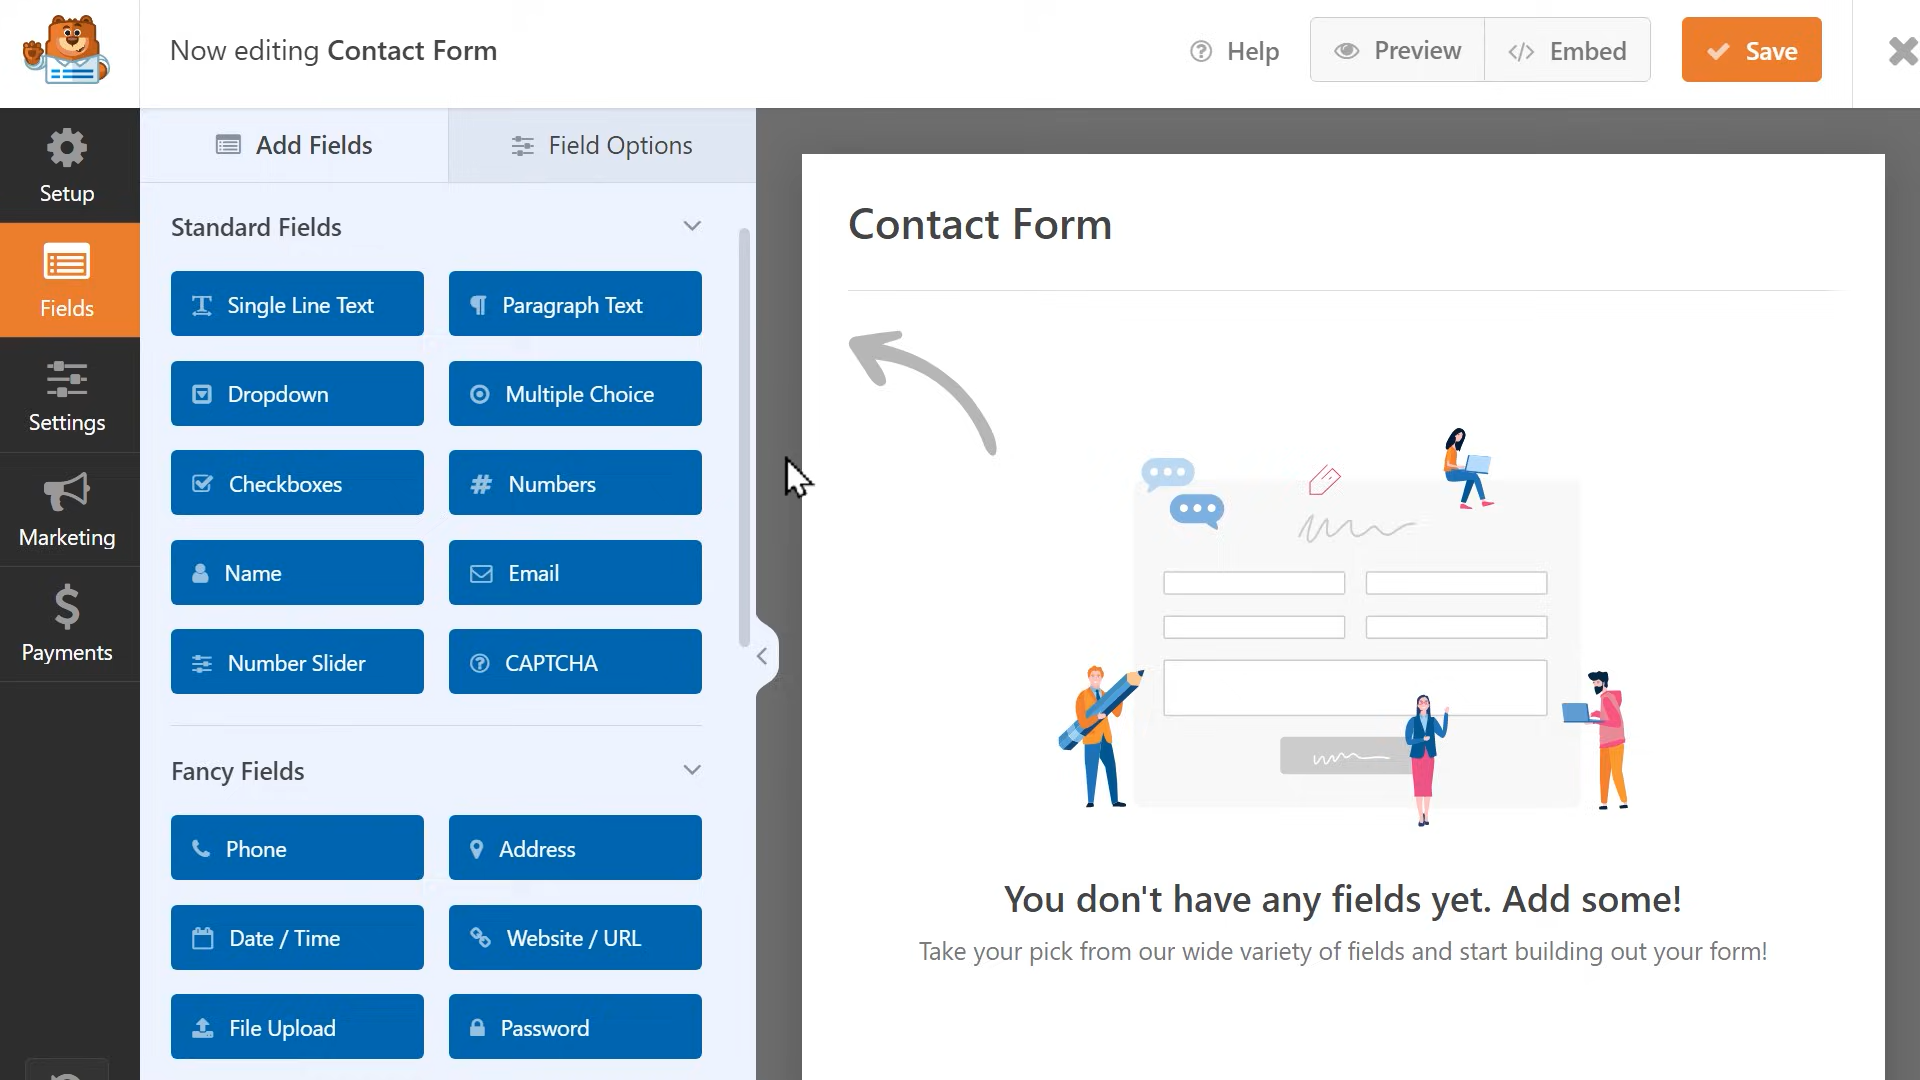 Now editing Contact Form
Help
Preview
Embed
Save
Setup
Fields
Settings
Marketing
Payments
Add Fields
Field Options
Standard Fields
Single Line Text
Paragraph Text
Dropdown
Multiple Choice
Checkboxes
Numbers
Name
Email
Number Slider
CAPTCHA
Fancy Fields
Phone
Address
Date / Time
Website / URL
File Upload
Password
Contact Form
You don't have any fields yet. Add some!
Take your pick from our wide variety of fields and start building out your form!